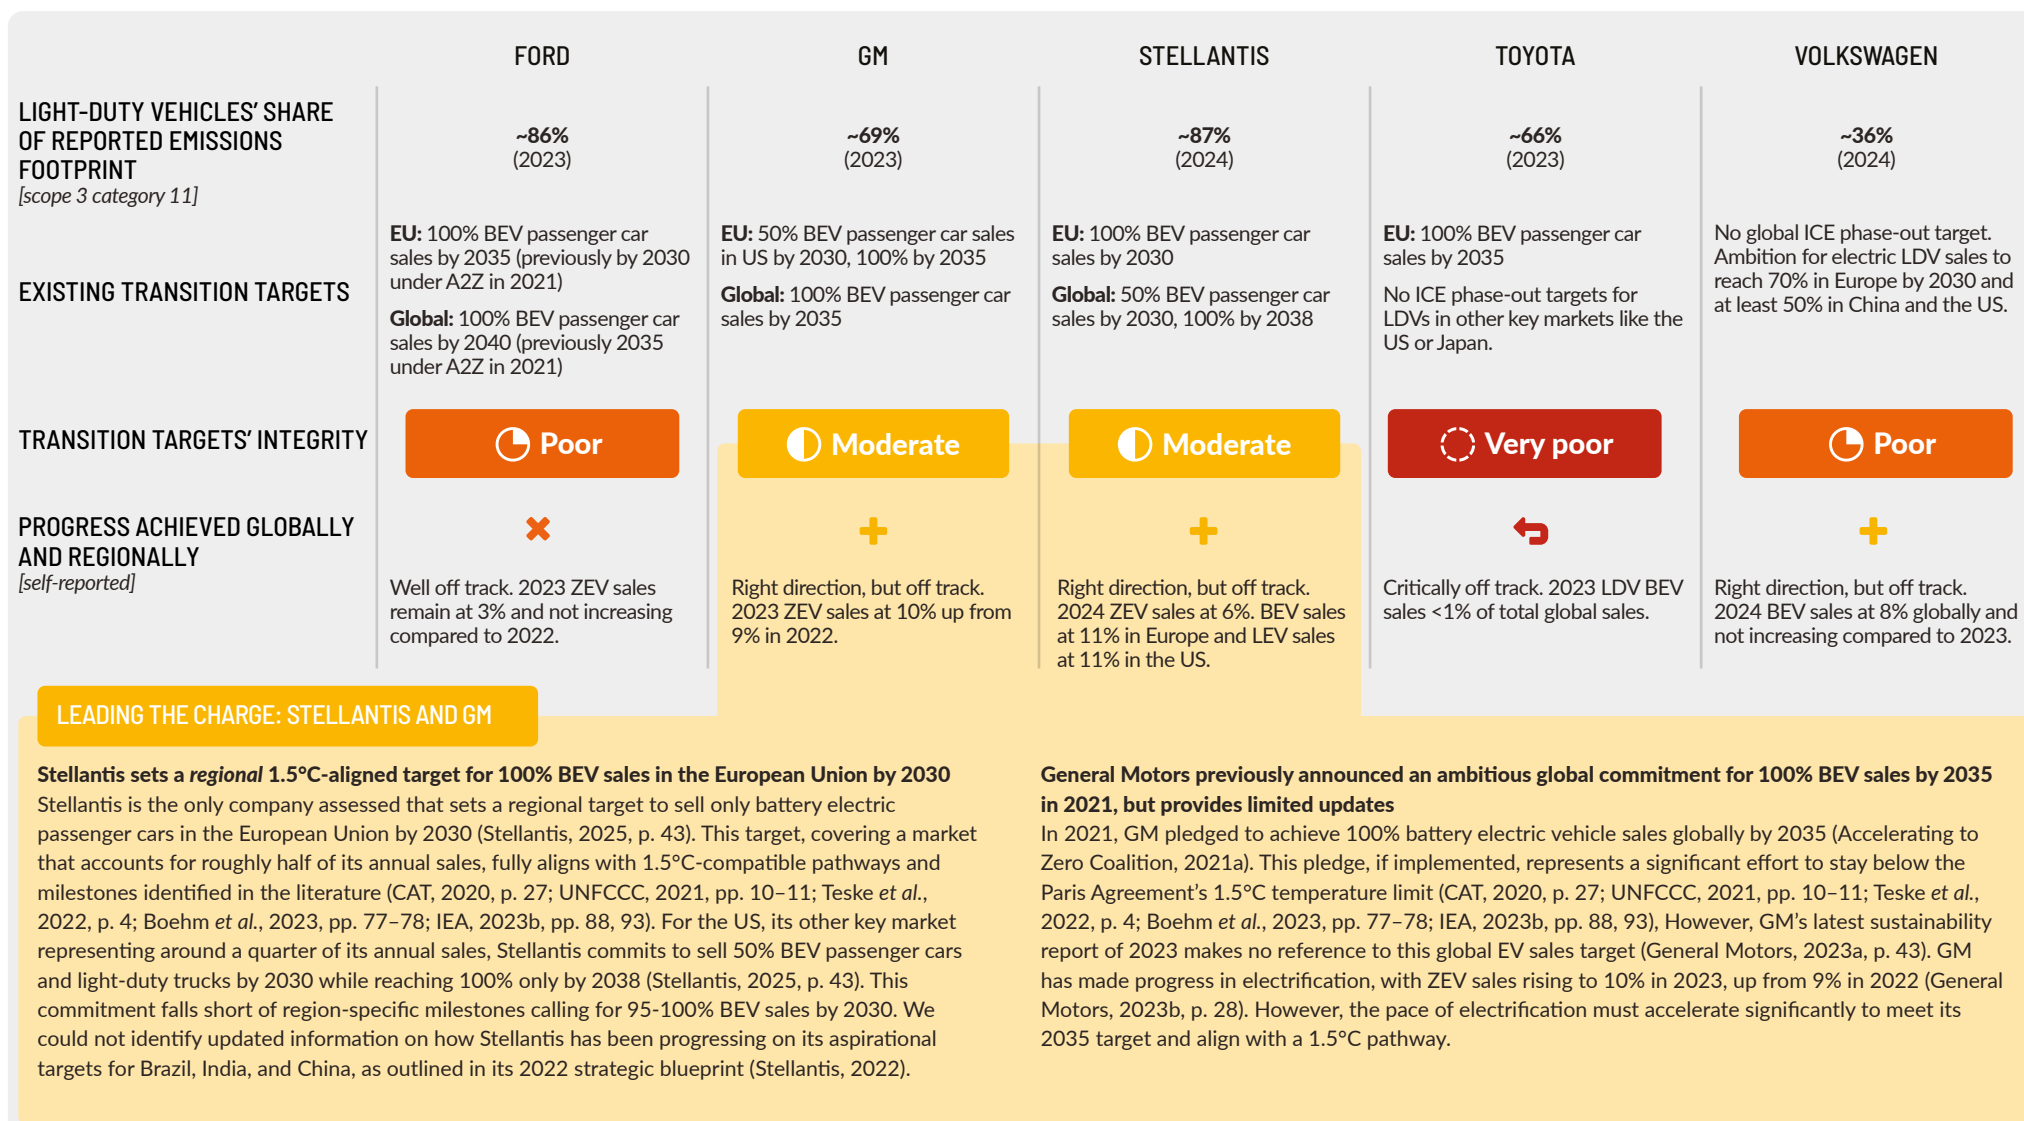 FORD
GM
STELLANTIS
TOYOTA
VOLKSWAGEN
LIGHT-DUTY VEHICLES’ SHARE
OF REPORTED EMISSIONS
FOOTPRINT
[scope 3 category 11]
~86%
(2023)
~69%
(2023)
~87%
(2024)
~66%
(2023)
~36%
(2024)
EXISTING TRANSITION TARGETS
EU: 100% BEV passenger car
sales by 2035 (previously by 2030
under A2Z in 2021)
Global: 100% BEV passenger car
sales by 2040 (previously 2035
under A2Z in 2021)
EU: 50% BEV passenger car sales
in US by 2030, 100% by 2035
Global: 100% BEV passenger car
sales by 2035
EU: 100% BEV passenger car
sales by 2030
Global: 50% BEV passenger car
sales by 2030, 100% by 2038
EU: 100% BEV passenger car
sales by 2035
No ICE phase-out targets for
LDVs in other key markets like the
US or Japan.
No global ICE phase-out target.
Ambition for electric LDV sales to
reach 70% in Europe by 2030 and
at least 50% in China and the US.
TRANSITION TARGETS’ INTEGRITY
Poor
Moderate
Moderate
Very poor
Poor
PROGRESS ACHIEVED GLOBALLY
AND REGIONALLY
[self-reported]
Well off track. 2023 ZEV sales
remain at 3% and not increasing
compared to 2022.
Right direction, but off track.
2023 ZEV sales at 10% up from
9% in 2022.
Right direction, but off track.
2024 ZEV sales at 6%. BEV sales
at 11% in Europe and LEV sales
at 11% in the US.
Critically off track. 2023 LDV BEV
sales <1% of total global sales.
Right direction, but off track.
2024 BEV sales at 8% globally and
not increasing compared to 2023.
LEADING THE CHARGE: STELLANTIS AND GM
Stellantis sets a regional 1.5°C-aligned target for 100% BEV sales in the European Union by 2030
Stellantis is the only company assessed that sets a regional target to sell only battery electric
passenger cars in the European Union by 2030 (Stellantis, 2025, p. 43). This target, covering a market
that accounts for roughly half of its annual sales, fully aligns with 1.5°C-compatible pathways and
milestones identified in the literature (CAT, 2020, p. 27; UNFCCC, 2021, pp. 10–11; Teske et al.,
2022, p. 4; Boehm et al., 2023, pp. 77–78; IEA, 2023b, pp. 88, 93). For the US, its other key market
representing around a quarter of its annual sales, Stellantis commits to sell 50% BEV passenger cars
and light-duty trucks by 2030 while reaching 100% only by 2038 (Stellantis, 2025, p. 43). This
commitment falls short of region-specific milestones calling for 95-100% BEV sales by 2030. We
could not identify updated information on how Stellantis has been progressing on its aspirational
targets for Brazil, India, and China, as outlined in its 2022 strategic blueprint (Stellantis, 2022).
General Motors previously announced an ambitious global commitment for 100% BEV sales by 2035
in 2021, but provides limited updates
In 2021, GM pledged to achieve 100% battery electric vehicle sales globally by 2035 (Accelerating to
Zero Coalition, 2021a). This pledge, if implemented, represents a significant effort to stay below the
Paris Agreement’s 1.5°C temperature limit (CAT, 2020, p. 27; UNFCCC, 2021, pp. 10–11; Teske et al.,
2022, p. 4; Boehm et al., 2023, pp. 77–78; IEA, 2023b, pp. 88, 93), However, GM’s latest sustainability
report of 2023 makes no reference to this global EV sales target (General Motors, 2023a, p. 43). GM
has made progress in electrification, with ZEV sales rising to 10% in 2023, up from 9% in 2022 (General
Motors, 2023b, p. 28). However, the pace of electrification must accelerate significantly to meet its
2035 target and align with a 1.5°C pathway.